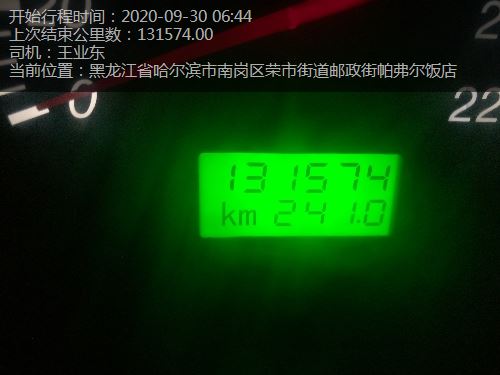 开始行程时间：2020-09-30 06:44
上次结束公里数：131574.00
司机：王业东
当前位置：黑龙江省哈尔滨市南岗区荣市街道邮政街帕弗尔饭店
20
0
22
131574
km 241.0